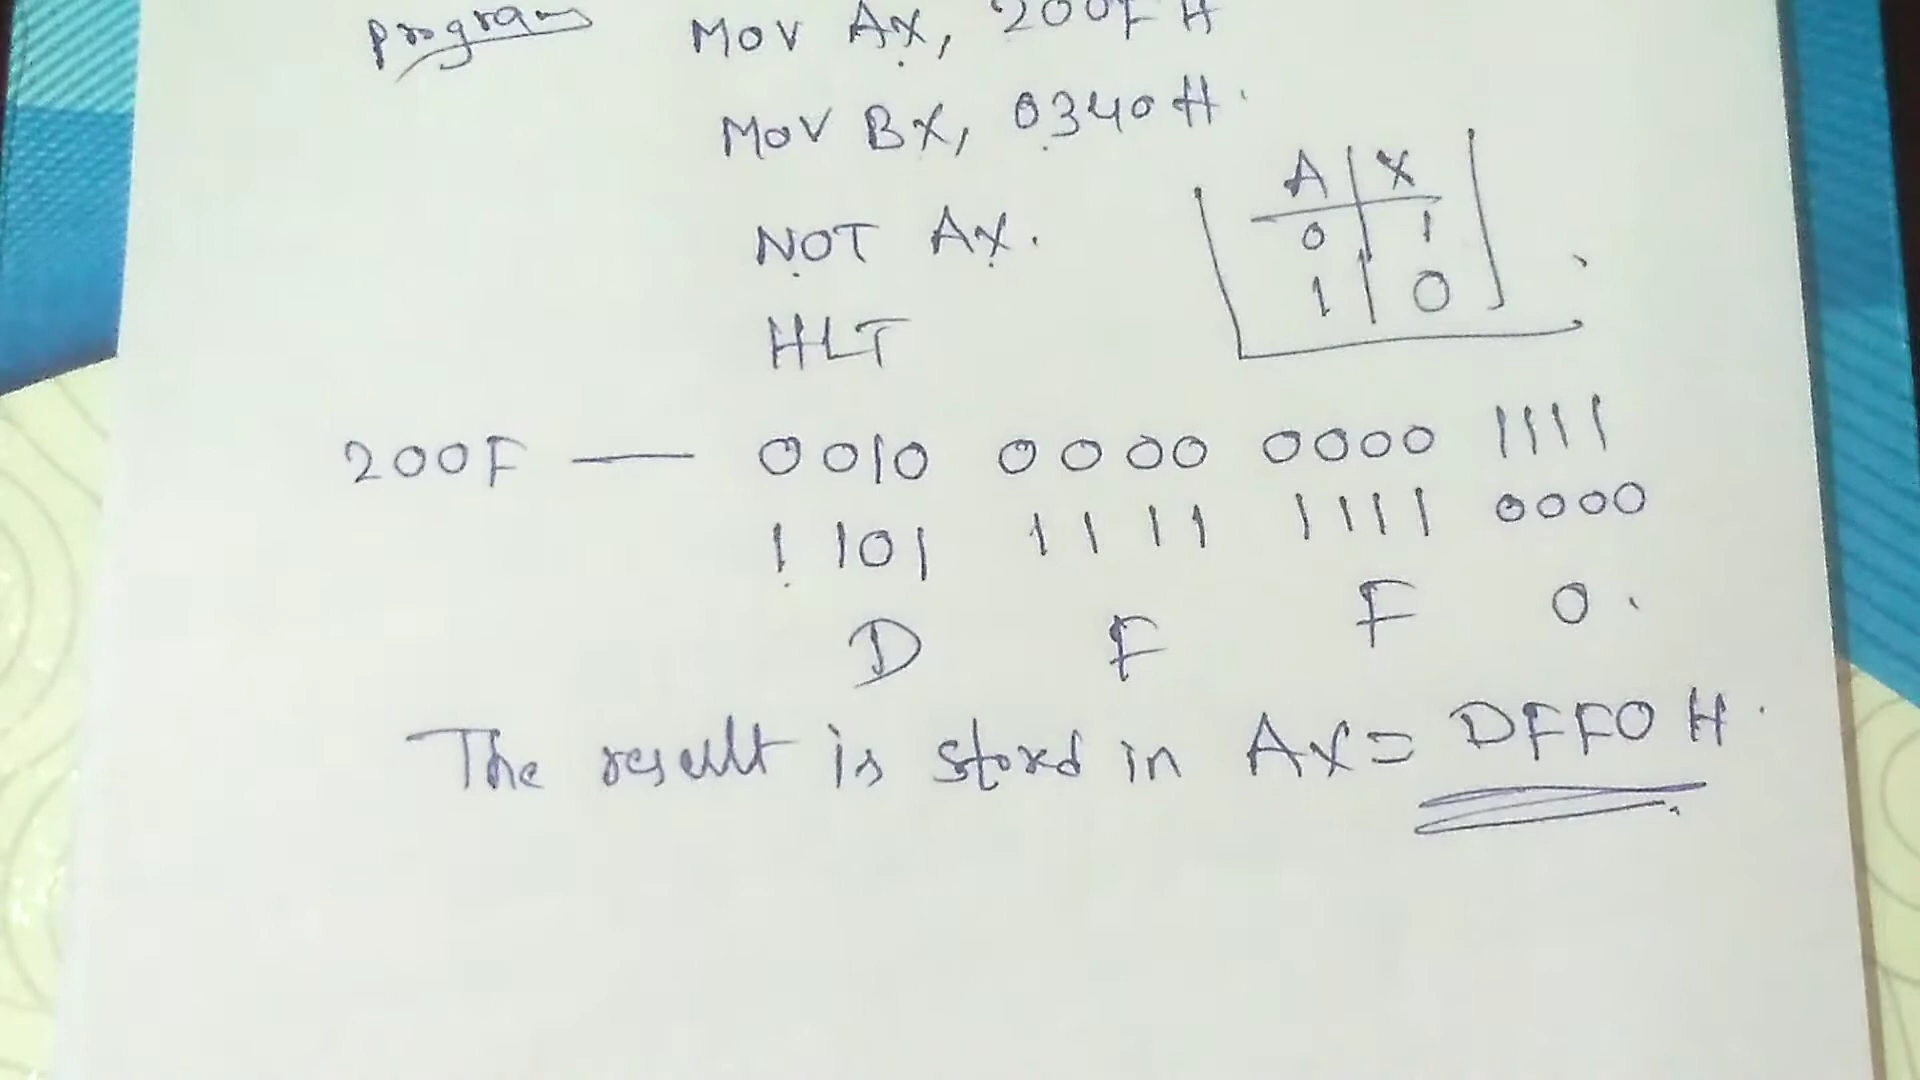 Program MOV AX, 200F H
MOV BX, 0340H.
NOT AX.
HLT
A X
0 1
1 0
200F — 0010 0000 0000 1111
1101 1111 1111 0000
D F F 0.
The result is stored in AX = DFF0 H.